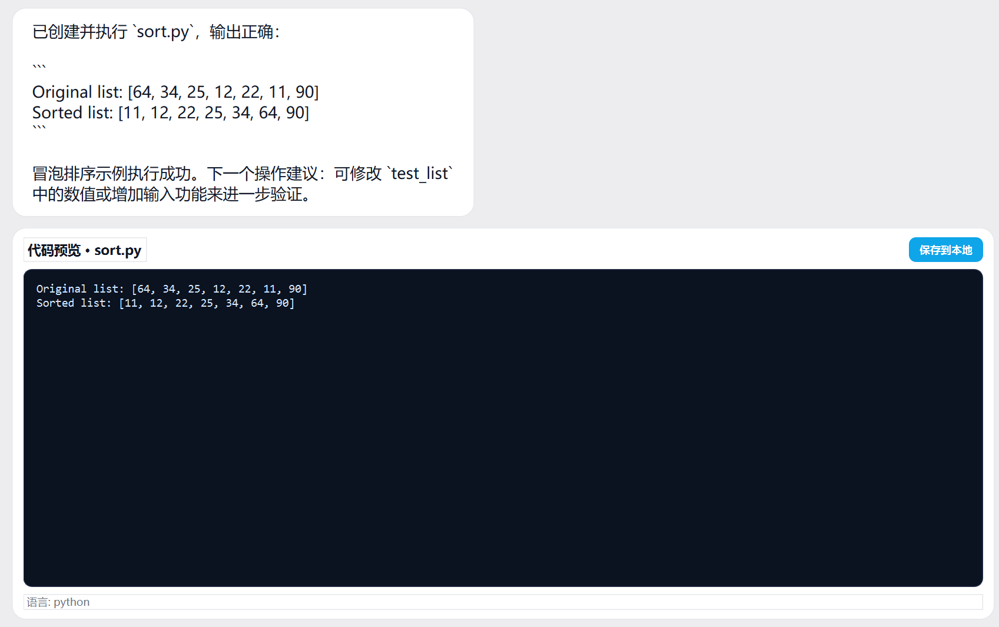 已创建并执行 `sort.py`，输出正确：
```
Original list: [64, 34, 25, 12, 22, 11, 90]
Sorted list: [11, 12, 22, 25, 34, 64, 90]
```
冒泡排序示例执行成功。下一个操作建议：可修改 `test_list`
中的数值或增加输入功能来进一步验证。
代码预览 • sort.py
保存到本地
Original list: [64, 34, 25, 12, 22, 11, 90]
Sorted list: [11, 12, 22, 25, 34, 64, 90]
语言: python